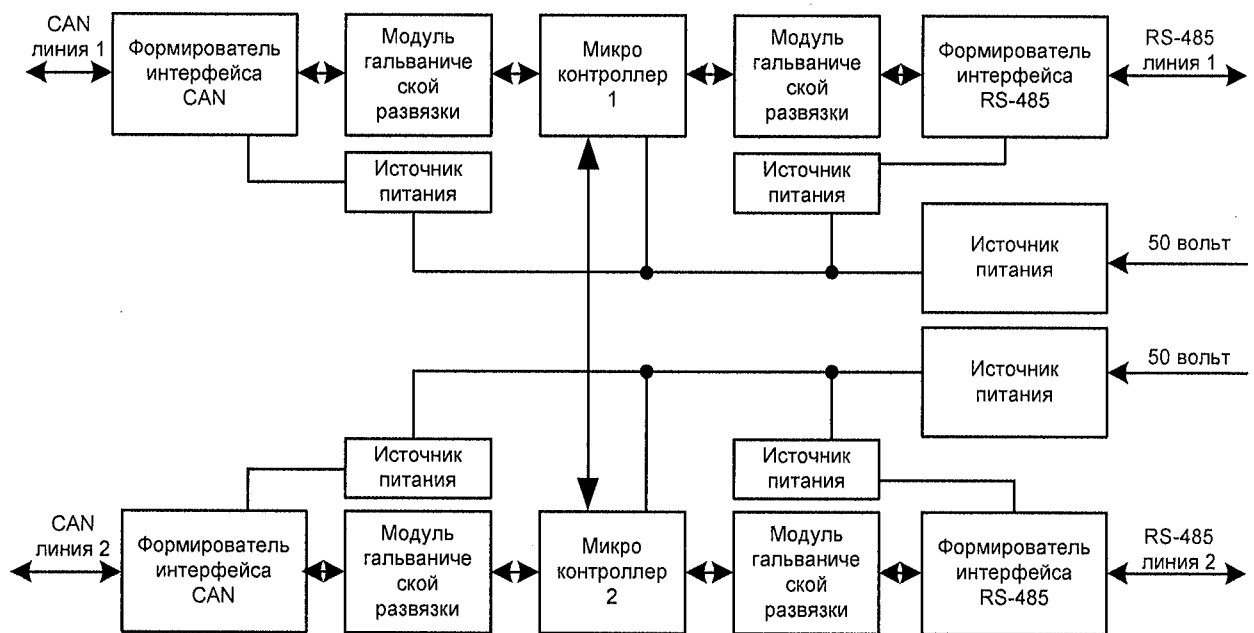 CAN
линия 1
Формирователь
интерфейса
CAN
Модуль
гальваниче
ской
развязки
Микро
контроллер
1
Модуль
гальваниче
ской
развязки
Формирователь
интерфейса
RS-485
RS-485
линия 1
Источник
питания
Источник
питания
Источник
питания
50 вольт
Источник
питания
50 вольт
Источник
питания
Источник
питания
CAN
линия 2
Формирователь
интерфейса
CAN
Модуль
гальваниче
ской
развязки
Микро
контроллер
2
Модуль
гальваниче
ской
развязки
Формирователь
интерфейса
RS-485
RS-485
линия 2